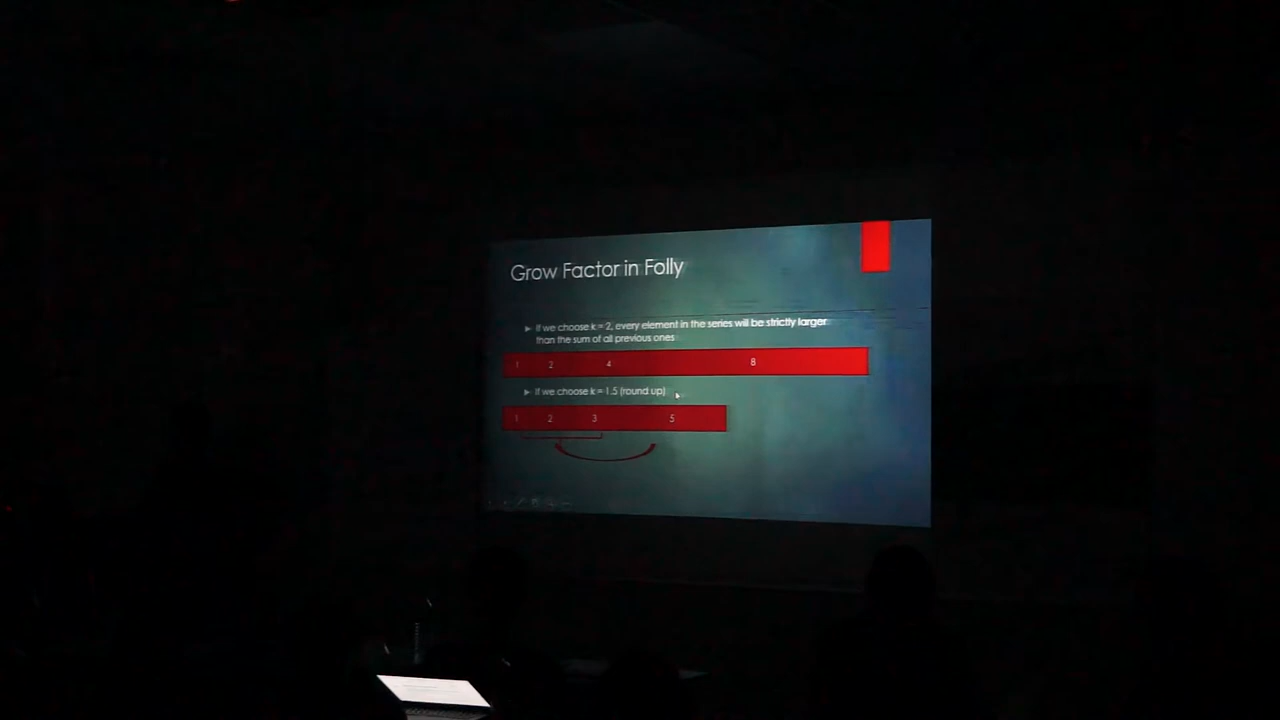 Grow Factor in Folly
If we choose k = 2, every element in the series will be strictly larger
than the sum of all previous ones
1 2 4 8
If we choose k = 1.5 (round up)
1 2 3 5